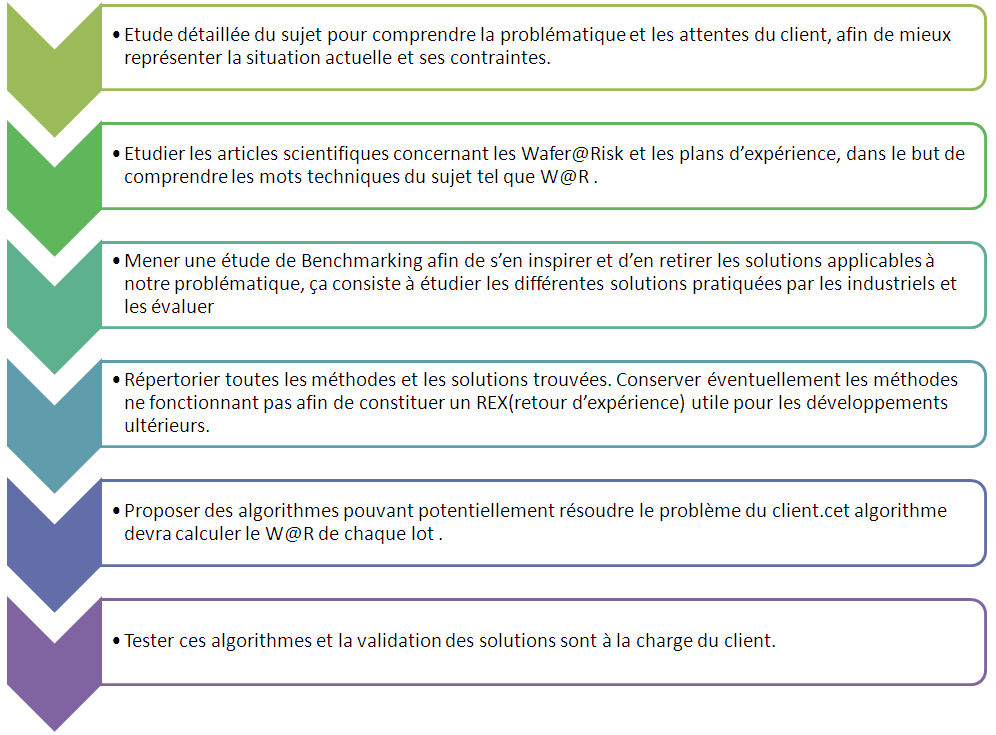 • Etude détaillée du sujet pour comprendre la problématique et les attentes du client, afin de mieux
représenter la situation actuelle et ses contraintes.
• Etudier les articles scientifiques concernant les Wafer@Risk et les plans d’expérience, dans le but de
comprendre les mots techniques du sujet tel que W@R .
• Mener une étude de Benchmarking afin de s’en inspirer et d’en retirer les solutions applicables à
notre problématique, ça consiste à étudier les différentes solutions pratiquées par les industriels et
les évaluer
• Répertorier toutes les méthodes et les solutions trouvées. Conserver éventuellement les méthodes
ne fonctionnant pas afin de constituer un REX(retour d’expérience) utile pour les développements
ultérieurs.
• Proposer des algorithmes pouvant potentiellement résoudre le problème du client.cet algorithme
devra calculer le W@R de chaque lot .
• Tester ces algorithmes et la validation des solutions sont à la charge du client.